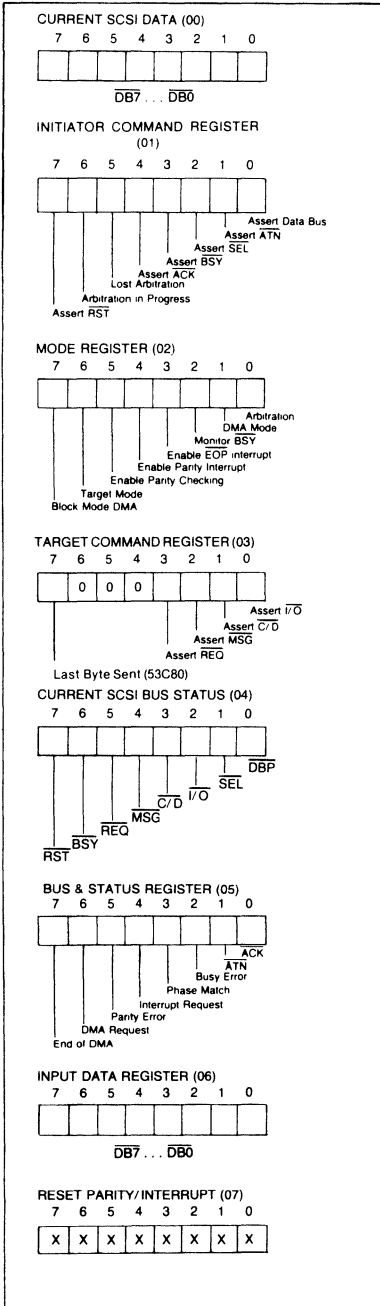 CURRENT SCSI DATA (00)
7 6 5 4 3 2 1 0
DB7 . . . DB0
INITIATOR COMMAND REGISTER
(01)
7 6 5 4 3 2 1 0
Assert Data Bus
Assert ATN
Assert SEL
Assert BSY
Assert ACK
Lost Arbitration
Arbitration in Progress
Assert RST
MODE REGISTER (02)
7 6 5 4 3 2 1 0
Arbitration
DMA Mode
Monitor BSY
Enable EOP interrupt
Enable Parity Interrupt
Enable Parity Checking
Target Mode
Block Mode DMA
TARGET COMMAND REGISTER (03)
7 6 5 4 3 2 1 0
0 0 0
Assert I/O
Assert C/D
Assert MSG
Assert REQ
Last Byte Sent (53C80)
CURRENT SCSI BUS STATUS (04)
7 6 5 4 3 2 1 0
DBP
SEL
I/O
C/D
MSG
REQ
BSY
RST
BUS & STATUS REGISTER (05)
7 6 5 4 3 2 1 0
ACK
ATN
Busy Error
Phase Match
Interrupt Request
Parity Error
DMA Request
End of DMA
INPUT DATA REGISTER (06)
7 6 5 4 3 2 1 0
DB7 . . . DB0
RESET PARITY/INTERRUPT (07)
7 6 5 4 3 2 1 0
X X X X X X X X